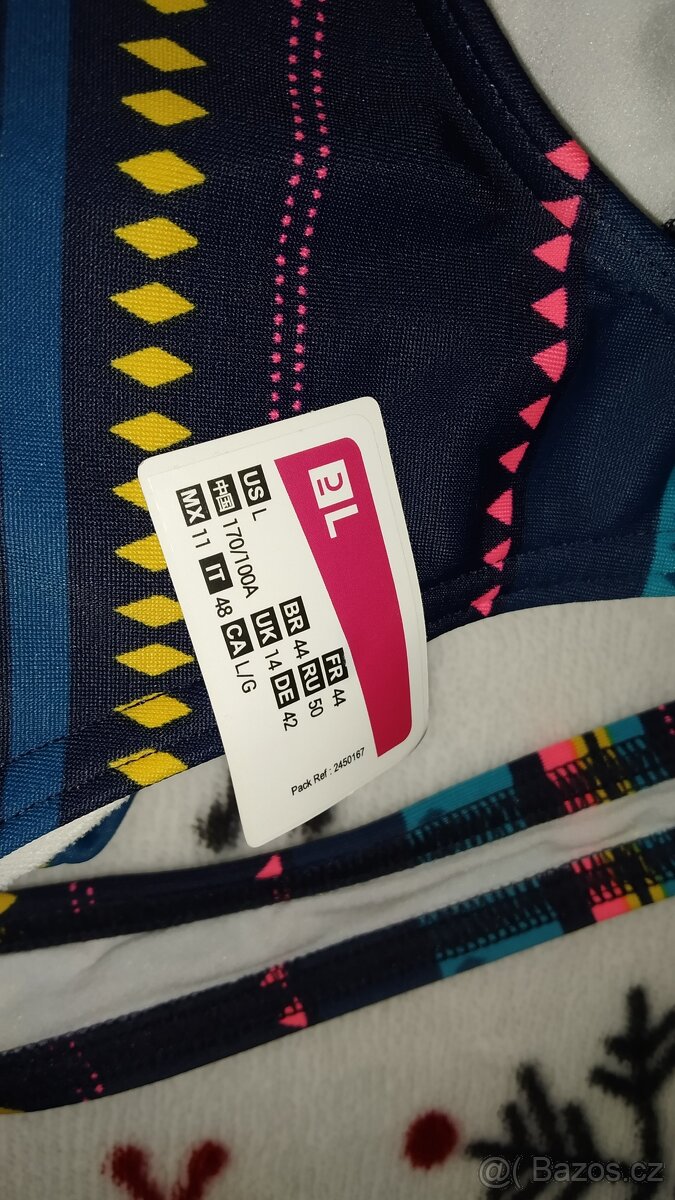 L
US L
中国 170/100A
MX 11 IT 48 CA L/G
BR 44
UK 14
FR 44
RU 50
DE 42
Pack Ref : 2450167
@( Bazos.cz